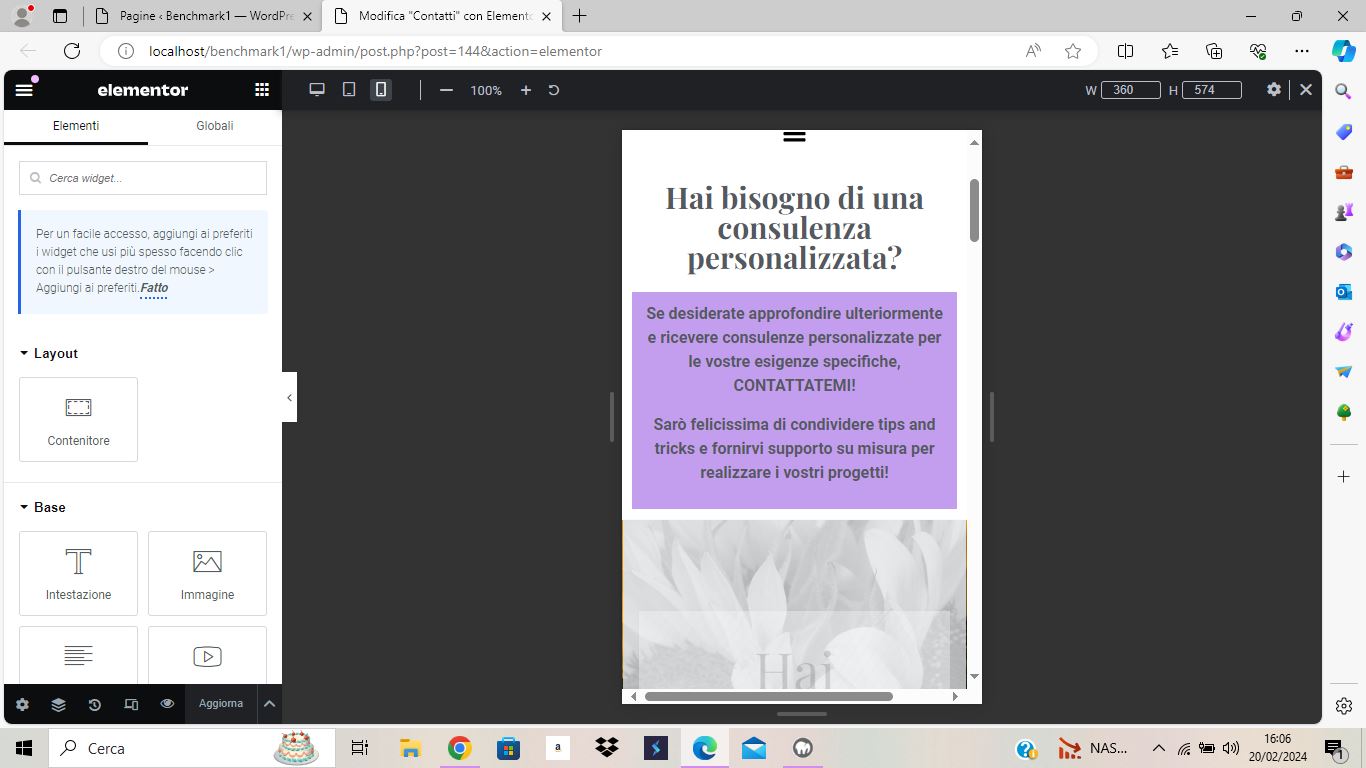 Pagine ‹ Benchmark1 — WordPre
Modifica "Contatti" con Elemento
localhost/benchmark1/wp-admin/post.php?post=144&action=elementor
elementor
100%
W 360 H 574
Elementi Globali
Cerca widget...
Per un facile accesso, aggiungi ai preferiti
i widget che usi più spesso facendo clic
con il pulsante destro del mouse >
Aggiungi ai preferiti.Fatto
Layout
Contenitore
Base
Intestazione Immagine
Aggiorna
Hai bisogno di una
consulenza
personalizzata?
Se desiderate approfondire ulteriormente
e ricevere consulenze personalizzate per
le vostre esigenze specifiche,
CONTATTATEMI!
Sarò felicissima di condividere tips and
tricks e fornirvi supporto su misura per
realizzare i vostri progetti!
Hai
Cerca
a
NAS...
16:06
20/02/2024
1